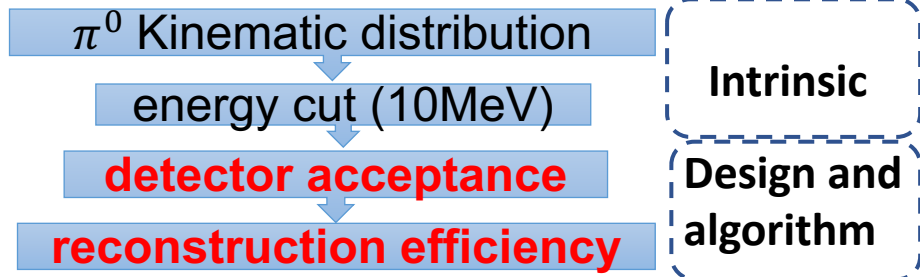 π⁰ Kinematic distribution
energy cut (10MeV)
detector acceptance
reconstruction efficiency
Intrinsic
Design and
algorithm